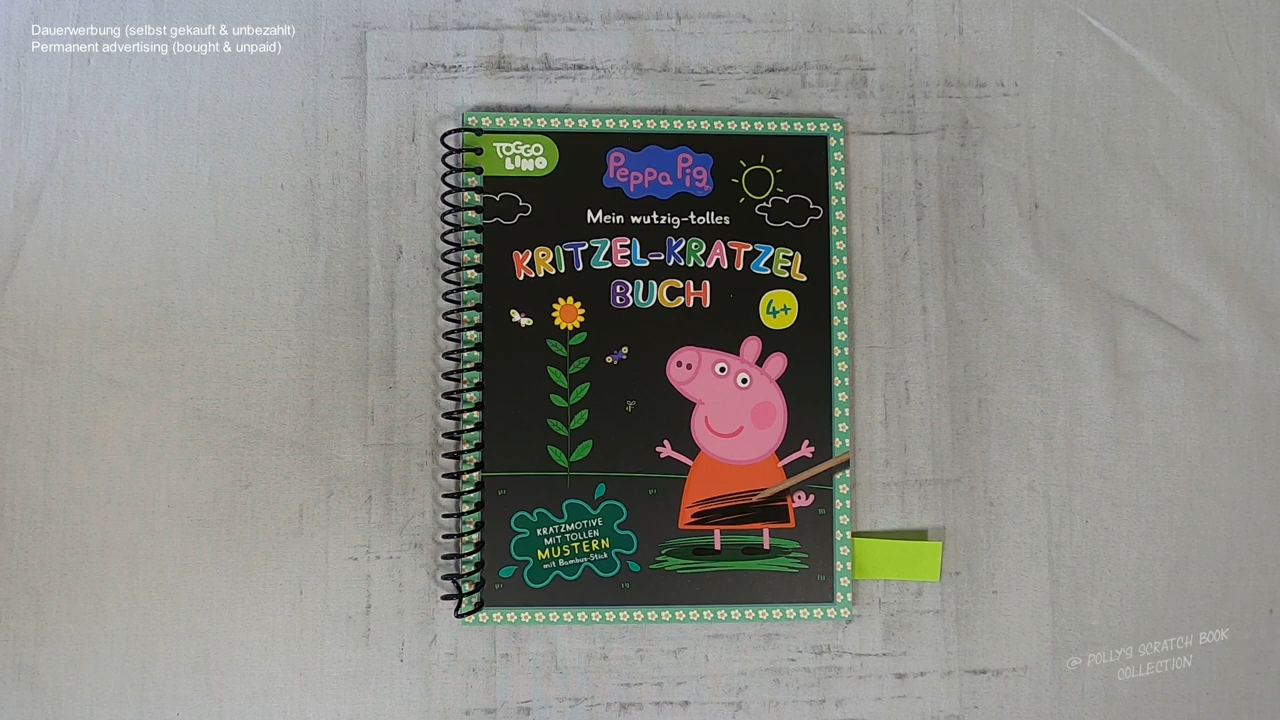 Dauerwerbung (selbst gekauft & unbezahlt)
Permanent advertising (bought & unpaid)
TOGGO
LINO
Peppa Pig
Mein wutzig-tolles
KRITZEL-KRATZEL
BUCH
4+
KRATZMOTIVE
MIT TOLLEN
MUSTERN
mit Bambus-Stick
@ POLLY'S SCRATCH BOOK
COLLECTION